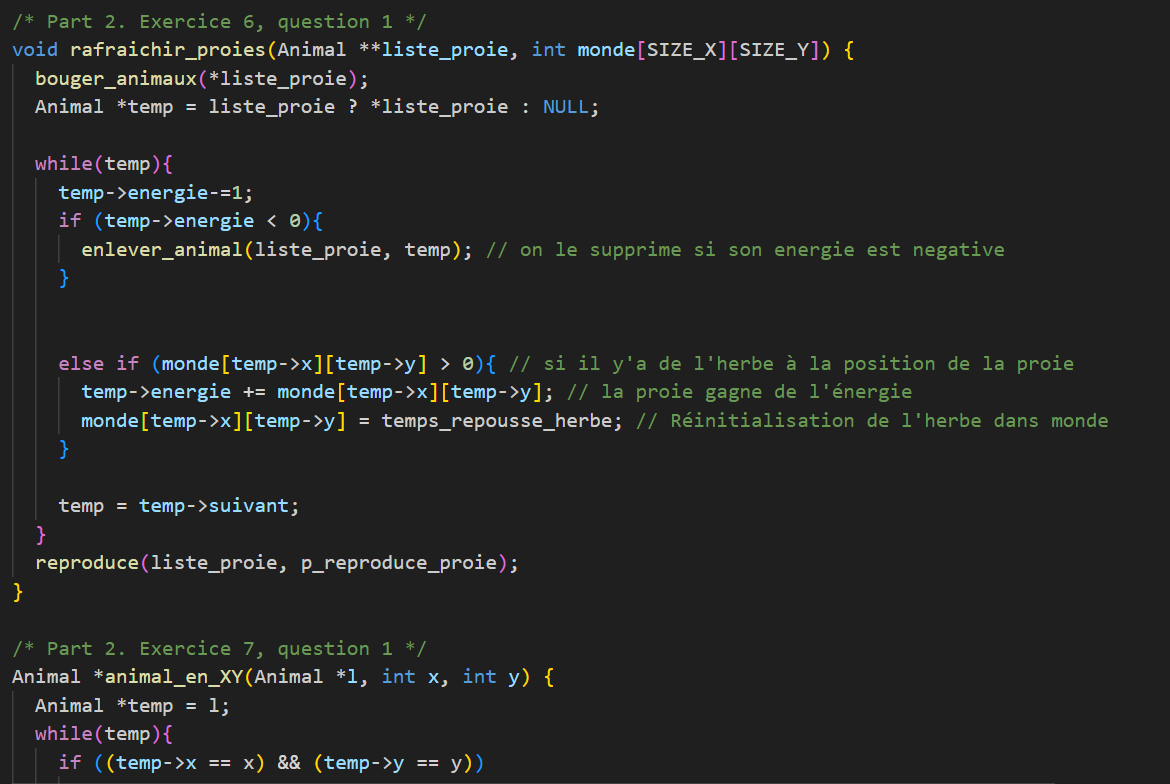 /* Part 2. Exercice 6, question 1 */
void rafraichir_proies(Animal **liste_proie, int monde[SIZE_X][SIZE_Y]) {
  bouger_animaux(*liste_proie);
  Animal *temp = liste_proie ? *liste_proie : NULL;

  while(temp){
    temp->energie-=1;
    if (temp->energie < 0){
      enlever_animal(liste_proie, temp); // on le supprime si son energie est negative
    }


    else if (monde[temp->x][temp->y] > 0){ // si il y'a de l'herbe à la position de la proie
      temp->energie += monde[temp->x][temp->y]; // la proie gagne de l'énergie
      monde[temp->x][temp->y] = temps_repousse_herbe; // Réinitialisation de l'herbe dans monde
    }

    temp = temp->suivant;
  }
  reproduce(liste_proie, p_reproduce_proie);
}

/* Part 2. Exercice 7, question 1 */
Animal *animal_en_XY(Animal *l, int x, int y) {
  Animal *temp = l;
  while(temp){
    if ((temp->x == x) && (temp->y == y))